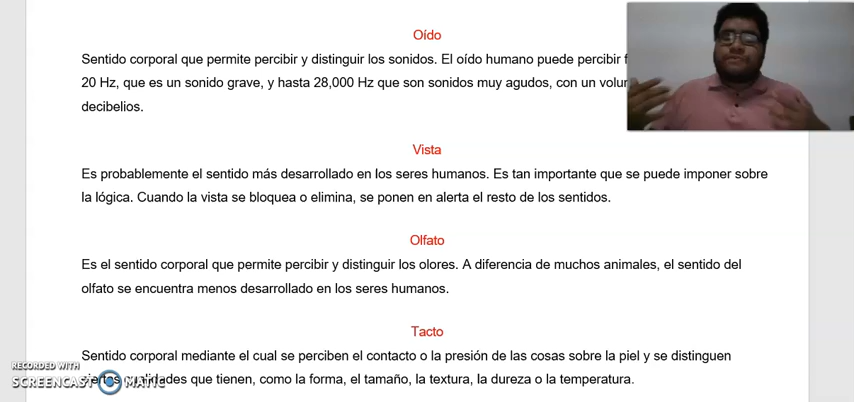 Oído
Sentido corporal que permite percibir y distinguir los sonidos. El oído humano puede percibir
20 Hz, que es un sonido grave, y hasta 28,000 Hz que son sonidos muy agudos, con un
decibelios.
Vista
Es probablemente el sentido más desarrollado en los seres humanos. Es tan importante que se puede imponer sobre
la lógica. Cuando la vista se bloquea o elimina, se ponen en alerta el resto de los sentidos.
Olfato
Es el sentido corporal que permite percibir y distinguir los olores. A diferencia de muchos animales, el sentido del
olfato se encuentra menos desarrollado en los seres humanos.
Tacto
Sentido corporal mediante el cual se perciben el contacto o la presión de las cosas sobre la piel y se distinguen
que tienen, como la forma, el tamaño, la textura, la dureza o la temperatura.
RECORDED WITH
SCREENCAST MATIC